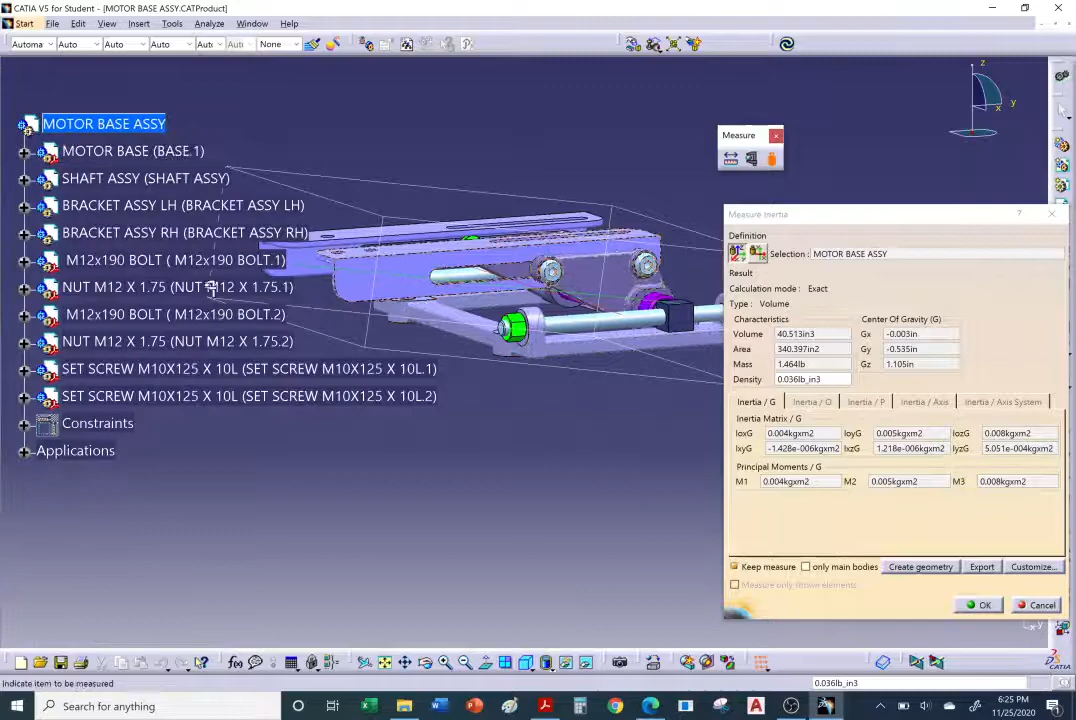 CATIA V5 for Student - [MOTOR BASE ASSY.CATProduct]
Start File Edit View Insert Tools Analyze Window Help
Automa Auto Auto Auto Aut Aut None
z
y
x
MOTOR BASE ASSY
MOTOR BASE (BASE.1)
SHAFT ASSY (SHAFT ASSY)
BRACKET ASSY LH (BRACKET ASSY LH)
BRACKET ASSY RH (BRACKET ASSY RH)
M12x190 BOLT ( M12x190 BOLT.1)
NUT M12 X 1.75 (NUT M12 X 1.75.1)
M12x190 BOLT ( M12x190 BOLT.2)
NUT M12 X 1.75 (NUT M12 X 1.75.2)
SET SCREW M10X125 X 10L (SET SCREW M10X125 X 10L.1)
SET SCREW M10X125 X 10L (SET SCREW M10X125 X 10L.2)
Constraints
Applications
Measure
Measure Inertia ?
Definition
Selection : MOTOR BASE ASSY
Result
Calculation mode : Exact
Type : Volume
Characteristics Center Of Gravity (G)
Volume 40.513in3 Gx -0.003in
Area 340.397in2 Gy -0.535in
Mass 1.464lb Gz 1.105in
Density 0.036lb_in3
Inertia / G Inertia / O Inertia / P Inertia / Axis Inertia / Axis System
Inertia Matrix / G
IoxG 0.004kgxm2 IoyG 0.005kgxm2 IozG 0.008kgxm2
IxyG -1.428e-006kgxm2 IxzG 1.218e-006kgxm2 IyzG 5.051e-004kgxm2
Principal Moments / G
M1 0.004kgxm2 M2 0.005kgxm2 M3 0.008kgxm2
Keep measure only main bodies Create geometry Export Customize...
Measure only shown elements
OK Cancel
Indicate item to be measured 0.036lb_in3
CATIA
Type here to search
6:25 PM
11/25/2020